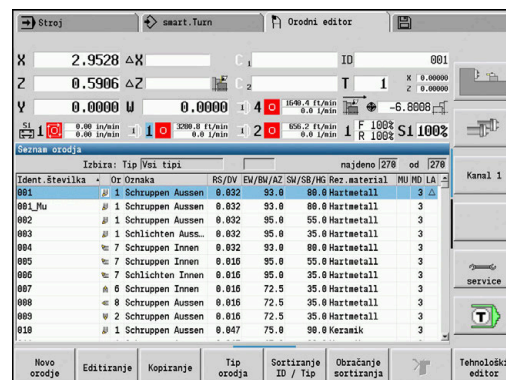 Stroj smart.Turn Orodni editor
X 2.9528 △X C 1 ID 001
Z 0.5906 △Z C 2 T 1 X 0.00000 Z 0.00000
Y 0.0000 U 0.0000 4 1640.4 ft/min 0.0 1/min -6.8008
S1 1 0.00 in/min 0.00 in/min 1 3280.8 ft/min 0.0 1/min 2 656.2 ft/min 0.0 1/min 1 F 100% R 100% S1 100%
Seznam orodja
Izbira: Tip Vsi tipi najdeno 270 od 270
Ident.številka Or Oznaka RS/DV EW/BW/AZ SW/SB/HG Rez.material MU MD LA
001 1 Schruppen Aussen 0.032 93.0 80.0 Hartmetall 3
001_Mu 1 Schruppen Aussen 0.032 93.0 80.0 Hartmetall 3
002 1 Schruppen Aussen 0.032 95.0 55.0 Hartmetall 3
003 1 Schlichten Auss... 0.032 95.0 35.0 Hartmetall 3
004 7 Schruppen Innen 0.032 93.0 80.0 Hartmetall 3
005 7 Schruppen Innen 0.016 95.0 55.0 Hartmetall 3
006 7 Schlichten Innen 0.016 95.0 35.0 Hartmetall 3
007 6 Schruppen Innen 0.016 72.5 35.0 Hartmetall 3
008 8 Schruppen Aussen 0.016 72.5 35.0 Hartmetall 3
009 2 Schruppen Aussen 0.016 72.5 35.0 Hartmetall 3
010 1 Schruppen Aussen 0.047 75.0 90.0 Keramik 3
Kanal 1
service
T
Novo orodje
Editiranje
Kopiranje
Tip orodja
Sortiranje ID / Tip
Obračanje sortiranja
Tehnološki editor